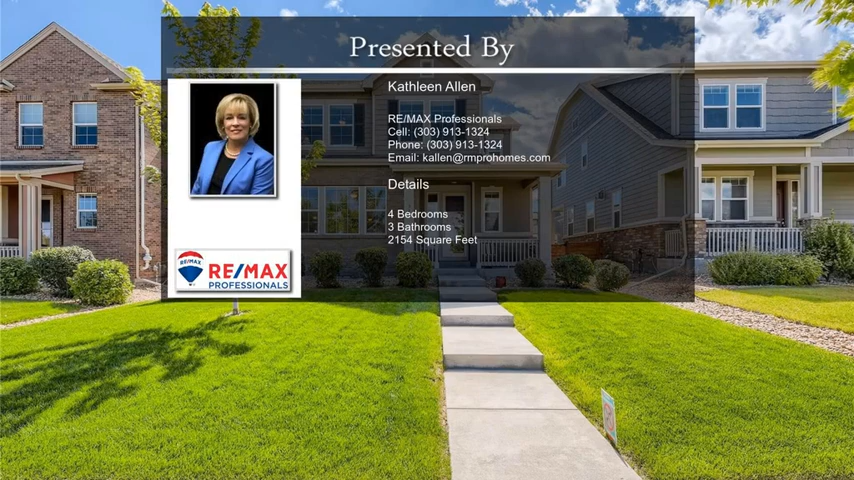 Presented By
Kathleen Allen
RE/MAX Professionals
Cell: (303) 913-1324
Phone: (303) 913-1324
Email: kallen@rmprohomes.com
Details
4 Bedrooms
3 Bathrooms
2154 Square Feet
RE/MAX
RE/MAX
PROFESSIONALS